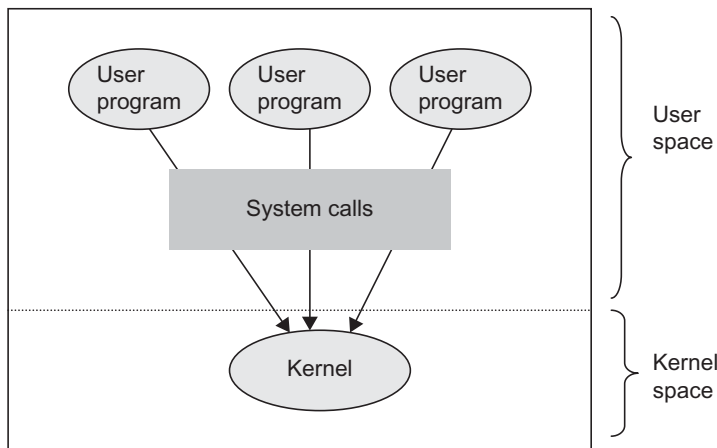 User
program
User
program
User
program
User
space
System calls
Kernel
Kernel
space